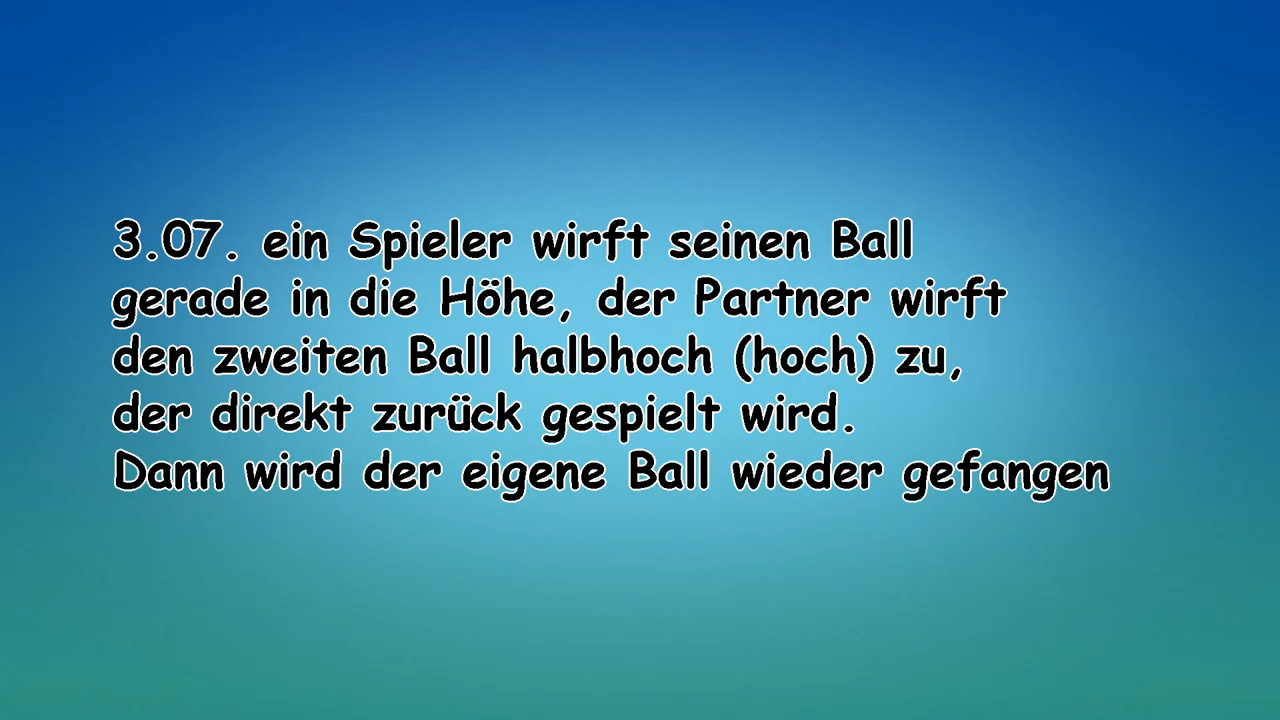 3.07. ein Spieler wirft seinen Ball
gerade in die Höhe, der Partner wirft
den zweiten Ball halbhoch (hoch) zu,
der direkt zurück gespielt wird.
Dann wird der eigene Ball wieder gefangen